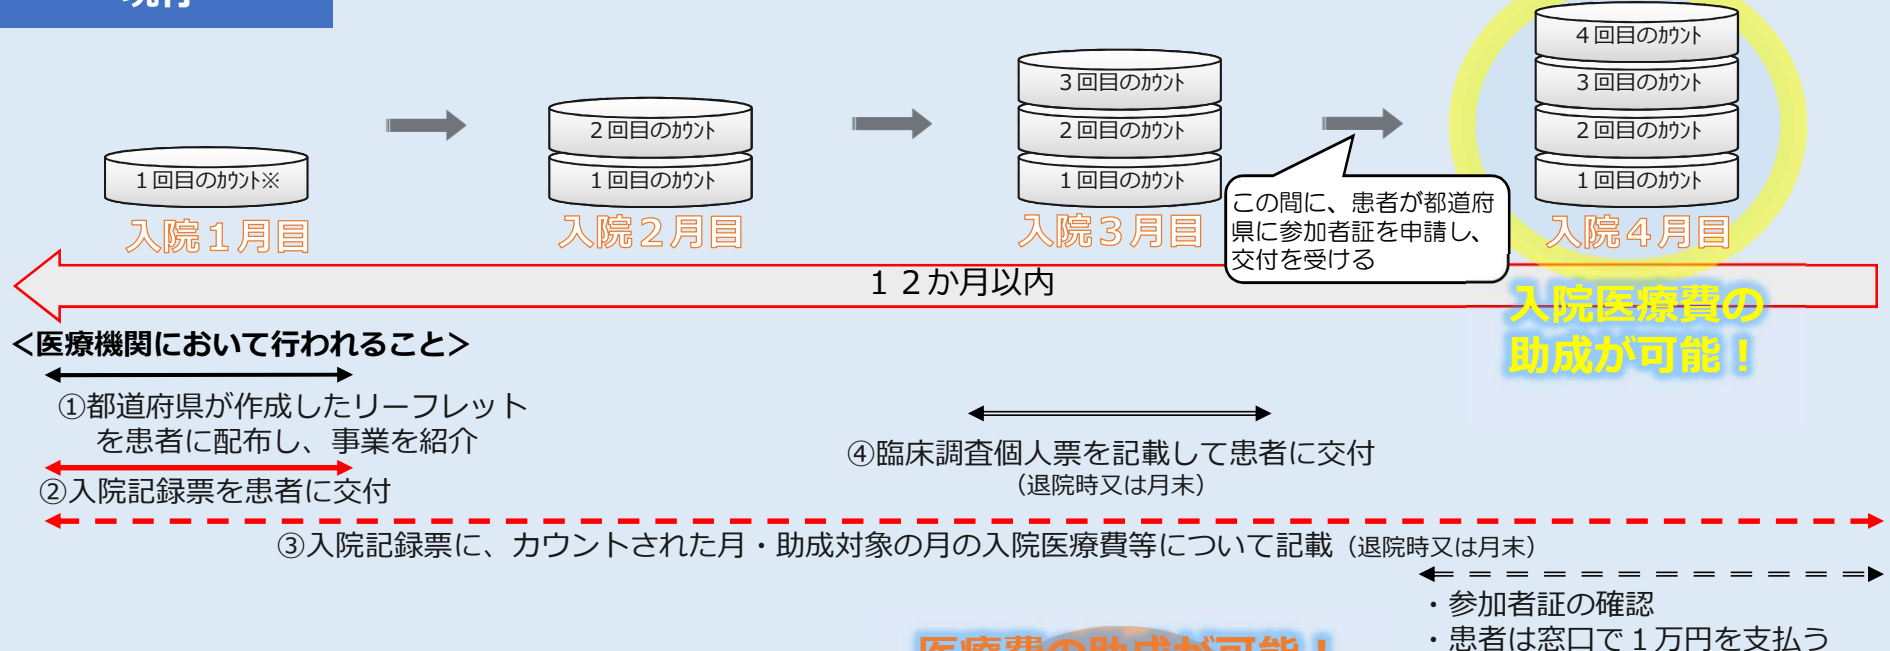 現行
4回目のカウント
3回目のカウント
3回目のカウント
2回目のカウント
2回目のカウント
2回目のカウント
1回目のカウント※
1回目のカウント
1回目のカウント
1回目のカウント
入院1月目
入院2月目
入院3月目
入院4月目
この間に、患者が都道府
県に参加者証を申請し、
交付を受ける
12か月以内
入院医療費の
助成が可能！
＜医療機関において行われること＞
①都道府県が作成したリーフレット
を患者に配布し、事業を紹介
②入院記録票を患者に交付
④臨床調査個人票を記載して患者に交付
（退院時又は月末）
③入院記録票に、カウントされた月・助成対象の月の入院医療費等について記載（退院時又は月末）
・参加者証の確認
・患者は窓口で１万円を支払う
医療費の助成が可能！